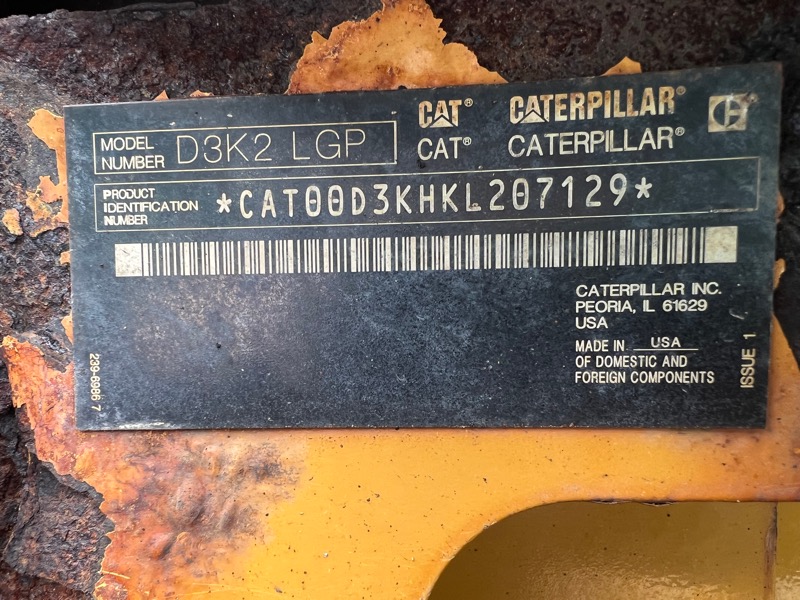 MODEL NUMBER D3K2 LGP
CAT® CATERPILLAR®
CAT® CATERPILLAR®
PRODUCT IDENTIFICATION NUMBER *CAT00D3KHKL207129*
CATERPILLAR INC.
PEORIA, IL 61629
USA
MADE IN USA
OF DOMESTIC AND
FOREIGN COMPONENTS
239-6986 7
ISSUE 1